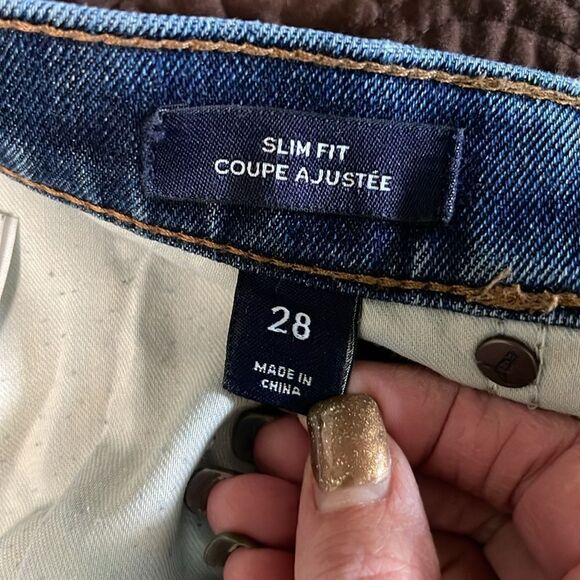 SLIM FIT
COUPE AJUSTÉE
28
MADE IN
CHINA